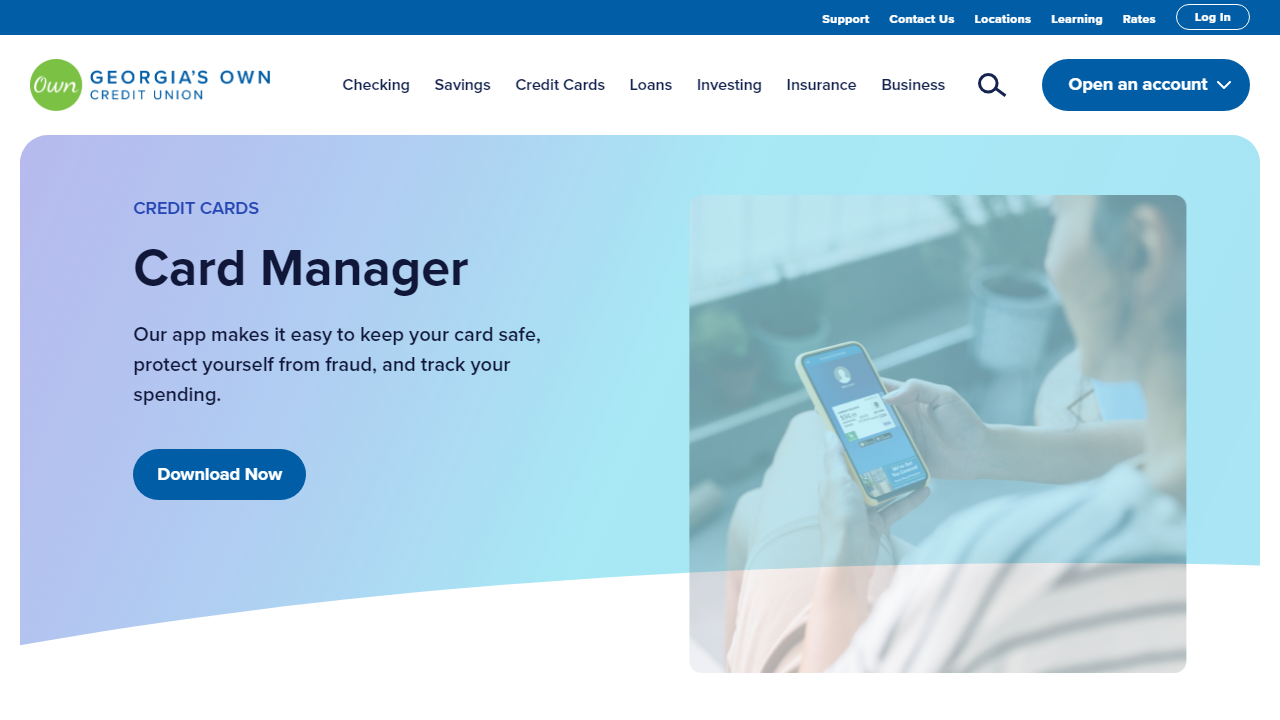 Support Contact Us Locations Learning Rates Log In
Own GEORGIA'S OWN
CREDIT UNION
Checking Savings Credit Cards Loans Investing Insurance Business
Open an account
CREDIT CARDS
Card Manager
Our app makes it easy to keep your card safe,
protect yourself from fraud, and track your
spending.
Download Now